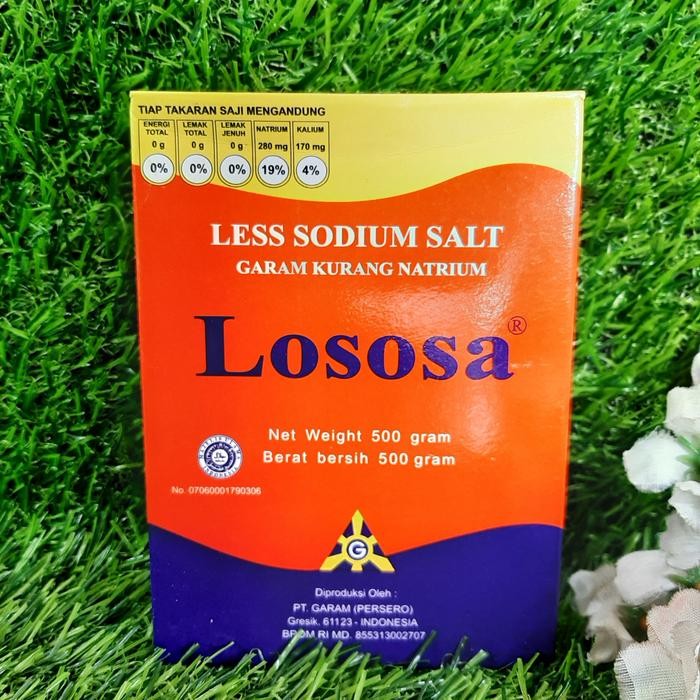 TIAP TAKARAN SAJI MENGANDUNG
ENERGI TOTAL 0 g 0%
LEMAK TOTAL 0 g 0%
LEMAK JENUH 0 g 0%
NATRIUM 280 mg 19%
KALIUM 170 mg 4%
LESS SODIUM SALT
GARAM KURANG NATRIUM
Lososa®
Net Weight 500 gram
Berat bersih 500 gram
No. 07060001790306
G
Diproduksi Oleh :
PT. GARAM (PERSERO)
Gresik. 61123 - INDONESIA
BPOM RI MD. 855313002707